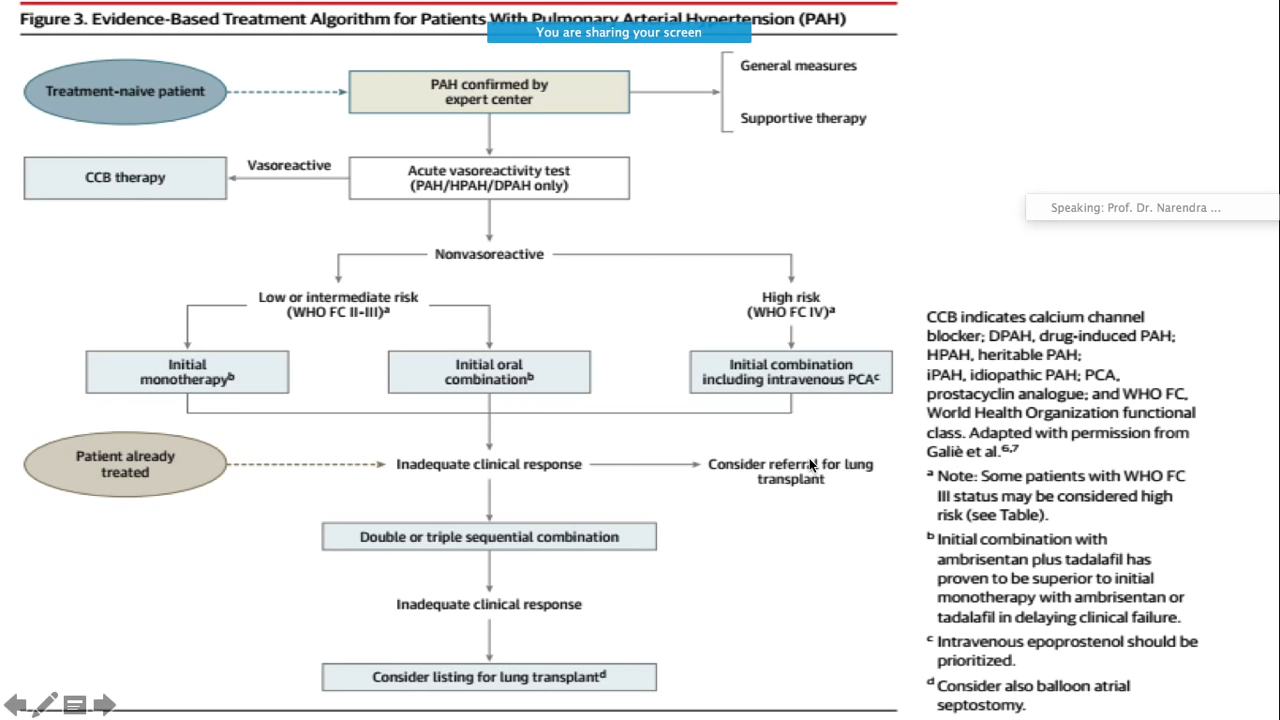 Figure 3. Evidence-Based Treatment Algorithm for Patients With Pulmonary Arterial Hypertension (PAH)
You are sharing your screen
Treatment-naive patient
PAH confirmed by
expert center
General measures
Supportive therapy
CCB therapy
Vasoreactive
Acute vasoreactivity test
(PAH/HPAH/DPAH only)
Speaking: Prof. Dr. Narendra ...
Nonvasoreactive
Low or intermediate risk
(WHO FC II-III)ᵃ
High risk
(WHO FC IV)ᵃ
Initial
monotherapyᵇ
Initial oral
combinationᵇ
Initial combination
including intravenous PCAᶜ
Patient already
treated
Inadequate clinical response
Consider referral for lung
transplant
Double or triple sequential combination
Inadequate clinical response
Consider listing for lung transplantᵈ
CCB indicates calcium channel
blocker; DPAH, drug-induced PAH;
HPAH, heritable PAH;
iPAH, idiopathic PAH; PCA,
prostacyclin analogue; and WHO FC,
World Health Organization functional
class. Adapted with permission from
Galiè et al.⁶,⁷
ᵃ Note: Some patients with WHO FC
III status may be considered high
risk (see Table).
ᵇ Initial combination with
ambrisentan plus tadalafil has
proven to be superior to initial
monotherapy with ambrisentan or
tadalafil in delaying clinical failure.
ᶜ Intravenous epoprostenol should be
prioritized.
ᵈ Consider also balloon atrial
septostomy.